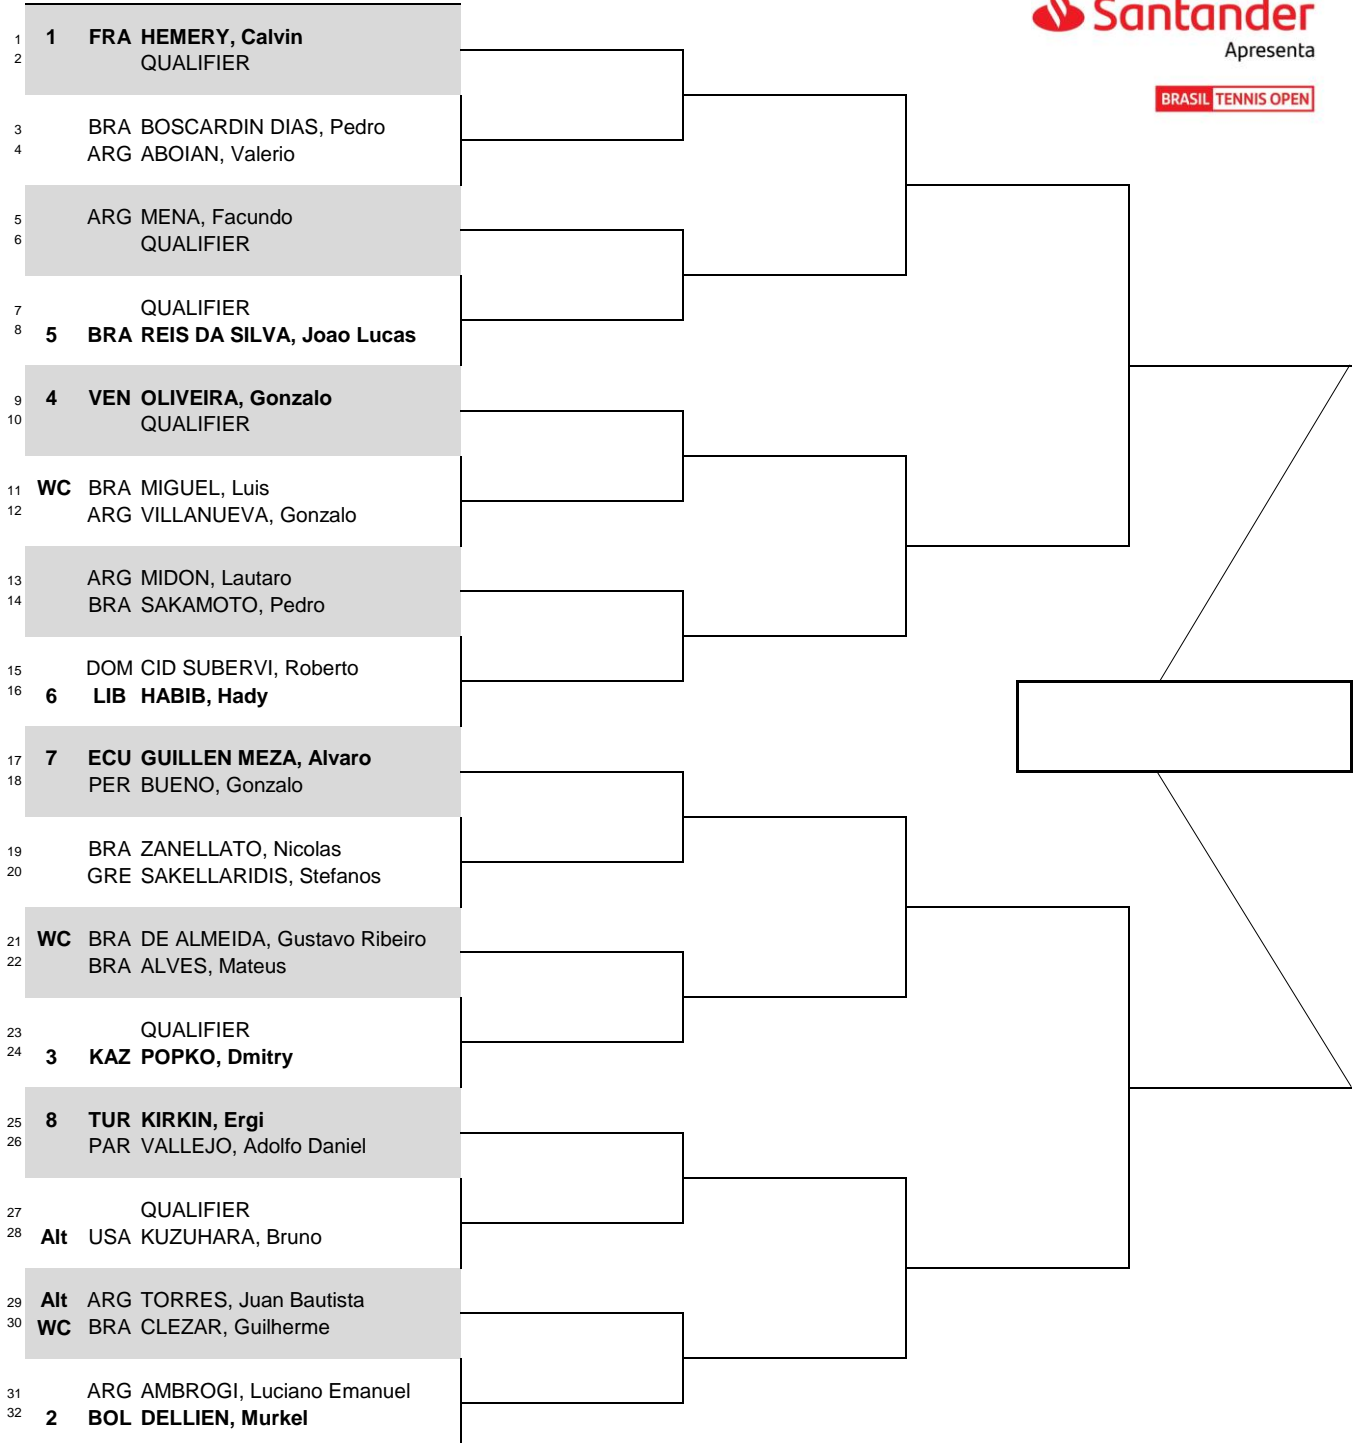 Santander
Apresenta
BRASIL TENNIS OPEN
1 1 FRA HEMERY, Calvin
2 QUALIFIER
3 BRA BOSCARDIN DIAS, Pedro
4 ARG ABOIAN, Valerio
5 ARG MENA, Facundo
6 QUALIFIER
7 QUALIFIER
8 5 BRA REIS DA SILVA, Joao Lucas
9 4 VEN OLIVEIRA, Gonzalo
10 QUALIFIER
11 WC BRA MIGUEL, Luis
12 ARG VILLANUEVA, Gonzalo
13 ARG MIDON, Lautaro
14 BRA SAKAMOTO, Pedro
15 DOM CID SUBERVI, Roberto
16 6 LIB HABIB, Hady
17 7 ECU GUILLEN MEZA, Alvaro
18 PER BUENO, Gonzalo
19 BRA ZANELLATO, Nicolas
20 GRE SAKELLARIDIS, Stefanos
21 WC BRA DE ALMEIDA, Gustavo Ribeiro
22 BRA ALVES, Mateus
23 QUALIFIER
24 3 KAZ POPKO, Dmitry
25 8 TUR KIRKIN, Ergi
26 PAR VALLEJO, Adolfo Daniel
27 QUALIFIER
28 Alt USA KUZUHARA, Bruno
29 Alt ARG TORRES, Juan Bautista
30 WC BRA CLEZAR, Guilherme
31 ARG AMBROGI, Luciano Emanuel
32 2 BOL DELLIEN, Murkel